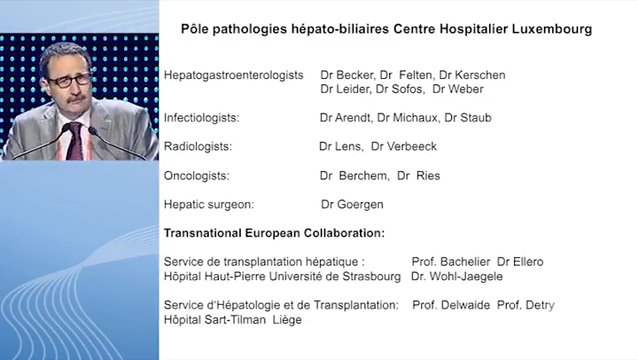 Pôle pathologies hépato-biliaires Centre Hospitalier Luxembourg
Hepatogastroenterologists Dr Becker, Dr Felten, Dr Kerschen
Dr Leider, Dr Sofos, Dr Weber
Infectiologists: Dr Arendt, Dr Michaux, Dr Staub
Radiologists: Dr Lens, Dr Verbeeck
Oncologists: Dr Berchem, Dr Ries
Hepatic surgeon: Dr Goergen
Transnational European Collaboration:
Service de transplantation hépatique : Prof. Bachelier Dr Ellero
Hôpital Haut-Pierre Université de Strasbourg Dr. Wohl-Jaegele
Service d'Hépatologie et de Transplantation: Prof. Delwaide Prof. Detry
Hôpital Sart-Tilman Liège